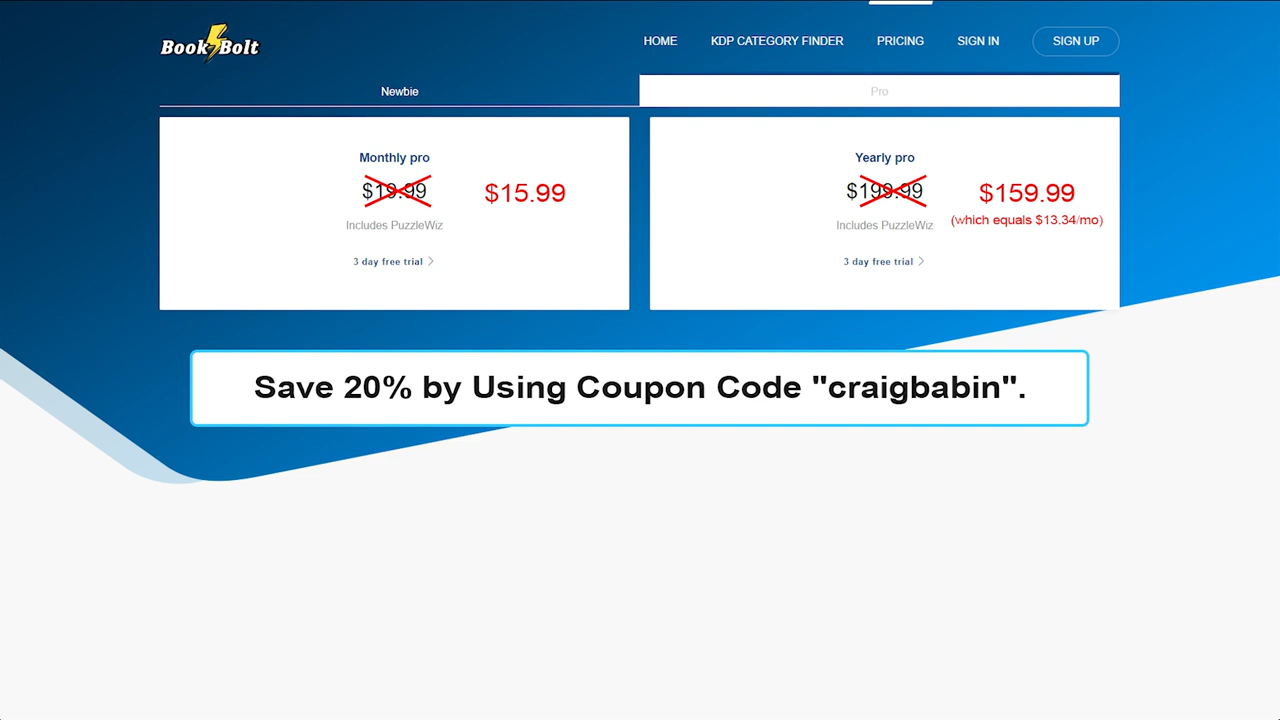 Book Bolt
HOME KDP CATEGORY FINDER PRICING SIGN IN SIGN UP
Newbie Pro
Monthly pro
$19.99 $15.99
Includes PuzzleWiz
3 day free trial
Yearly pro
$199.99 $159.99
(which equals $13.34/mo)
Includes PuzzleWiz
3 day free trial
Save 20% by Using Coupon Code "craigbabin".